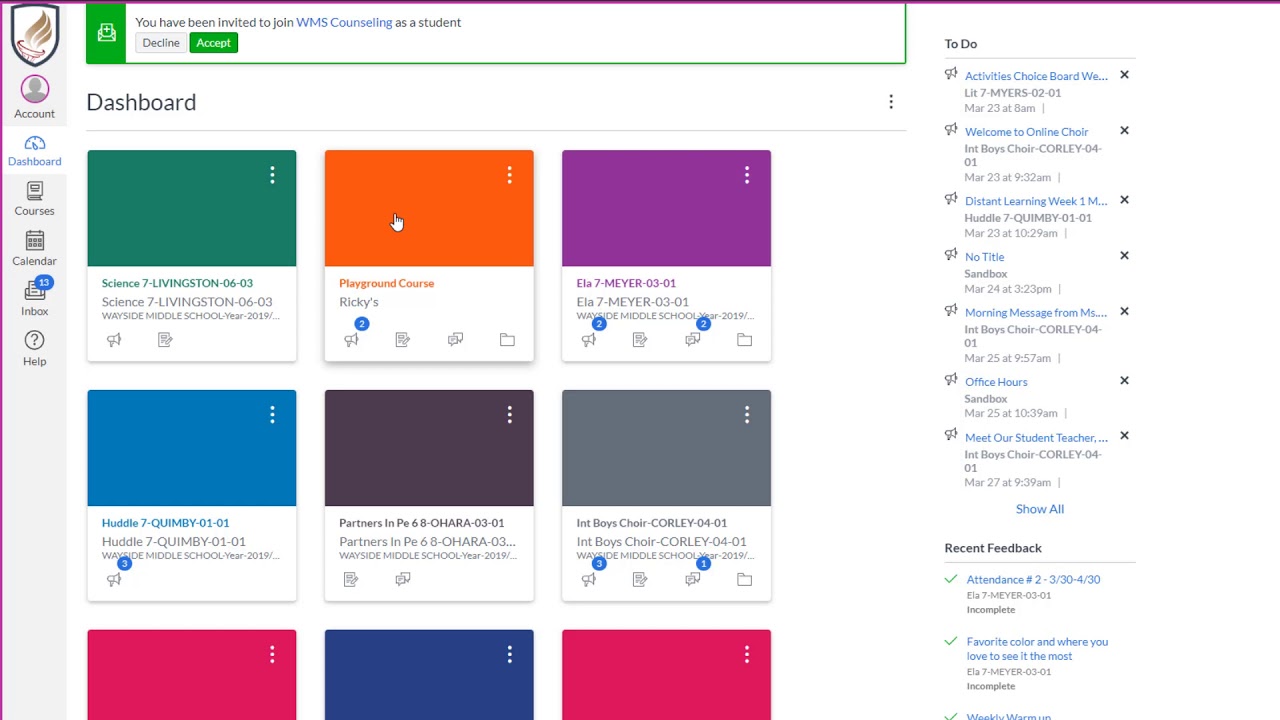 You have been invited to join WMS Counseling as a student
Decline
Accept
Account
Dashboard
Courses
Calendar
13
Inbox
Help
Dashboard
Science 7-LIVINGSTON-06-03
Science 7-LIVINGSTON-06-03
WAYSIDE MIDDLE SCHOOL-Year-2019/...
Playground Course
Ricky's
2
Ela 7-MEYER-03-01
Ela 7-MEYER-03-01
WAYSIDE MIDDLE SCHOOL-Year-2019/...
2
2
Huddle 7-QUIMBY-01-01
Huddle 7-QUIMBY-01-01
WAYSIDE MIDDLE SCHOOL-Year-2019/...
3
Partners In Pe 6 8-OHARA-03-01
Partners In Pe 6 8-OHARA-03...
WAYSIDE MIDDLE SCHOOL-Year-2019/...
Int Boys Choir-CORLEY-04-01
Int Boys Choir-CORLEY-04-01
WAYSIDE MIDDLE SCHOOL-Year-2019/...
3
1
To Do
Activities Choice Board We...
Lit 7-MYERS-02-01
Mar 23 at 8am |
Welcome to Online Choir
Int Boys Choir-CORLEY-04-
01
Mar 23 at 9:32am |
Distant Learning Week 1 M...
Huddle 7-QUIMBY-01-01
Mar 23 at 10:29am |
No Title
Sandbox
Mar 24 at 3:23pm |
Morning Message from Ms....
Int Boys Choir-CORLEY-04-
01
Mar 25 at 9:57am |
Office Hours
Sandbox
Mar 25 at 10:39am |
Meet Our Student Teacher, ...
Int Boys Choir-CORLEY-04-
01
Mar 27 at 9:39am |
Show All
Recent Feedback
Attendance # 2 - 3/30-4/30
Ela 7-MEYER-03-01
Incomplete
Favorite color and where you
love to see it the most
Ela 7-MEYER-03-01
Incomplete
Weekly Warm up